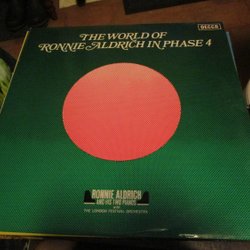 DECCA
THE WORLD OF
RONNIE ALDRICH IN PHASE 4
RONNIE ALDRICH
AND HIS TWO PIANOS
with
THE LONDON FESTIVAL ORCHESTRA